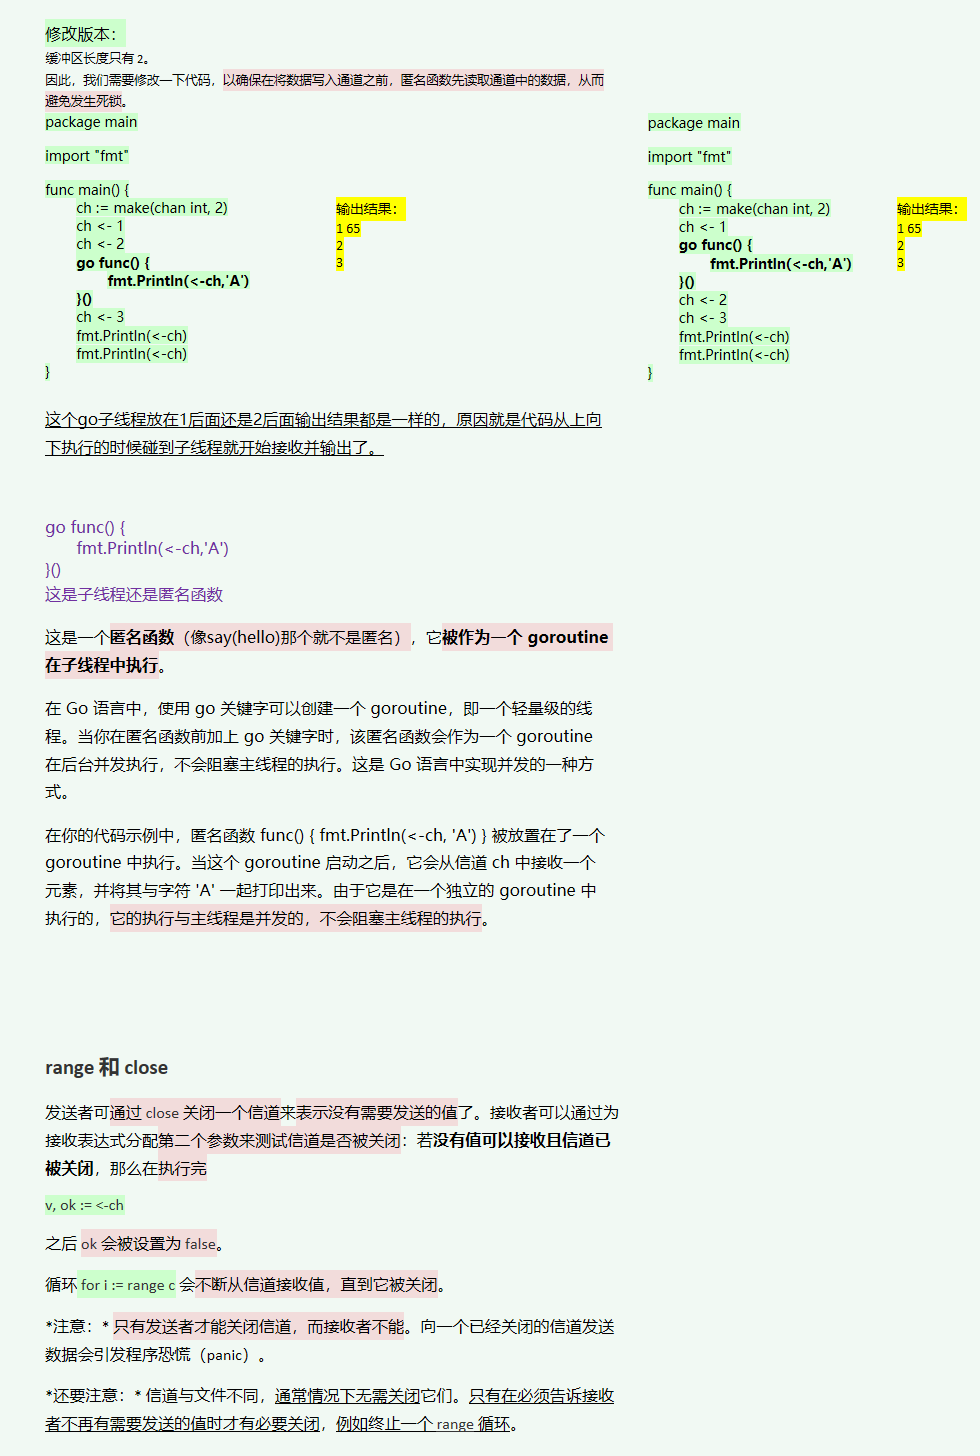 修改版本：
缓冲区长度只有 2。
因此，我们需要修改一下代码，以确保在将数据写入通道之前，匿名函数先读取通道中的数据，从而
避免发生死锁。
package main
import "fmt"
func main() {
ch := make(chan int, 2)
ch <- 1
ch <- 2
go func() {
fmt.Println(<-ch,'A')
}()
ch <- 3
fmt.Println(<-ch)
fmt.Println(<-ch)
}
输出结果：
1 65
2
3
package main
import "fmt"
func main() {
ch := make(chan int, 2)
ch <- 1
go func() {
fmt.Println(<-ch,'A')
}()
ch <- 2
ch <- 3
fmt.Println(<-ch)
fmt.Println(<-ch)
}
输出结果：
1 65
2
3
这个go子线程放在1后面还是2后面输出结果都是一样的，原因就是代码从上向
下执行的时候碰到子线程就开始接收并输出了。
go func() {
fmt.Println(<-ch,'A')
}()
这是子线程还是匿名函数
这是一个匿名函数（像say(hello)那个就不是匿名），它被作为一个 goroutine
在子线程中执行。
在 Go 语言中，使用 go 关键字可以创建一个 goroutine，即一个轻量级的线
程。当你在匿名函数前加上 go 关键字时，该匿名函数会作为一个 goroutine
在后台并发执行，不会阻塞主线程的执行。这是 Go 语言中实现并发的一种方
式。
在你的代码示例中，匿名函数 func() { fmt.Println(<-ch, 'A') } 被放置在了一个
goroutine 中执行。当这个 goroutine 启动之后，它会从信道 ch 中接收一个
元素，并将其与字符 'A' 一起打印出来。由于它是在一个独立的 goroutine 中
执行的，它的执行与主线程是并发的，不会阻塞主线程的执行。
range 和 close
发送者可通过 close 关闭一个信道来表示没有需要发送的值了。接收者可以通过为
接收表达式分配第二个参数来测试信道是否被关闭：若没有值可以接收且信道已
被关闭，那么在执行完
v, ok := <-ch
之后 ok 会被设置为 false。
循环 for i := range c 会不断从信道接收值，直到它被关闭。
*注意：* 只有发送者才能关闭信道，而接收者不能。向一个已经关闭的信道发送
数据会引发程序恐慌（panic）。
*还要注意：* 信道与文件不同，通常情况下无需关闭它们。只有在必须告诉接收
者不再有需要发送的值时才有必要关闭，例如终止一个 range 循环。